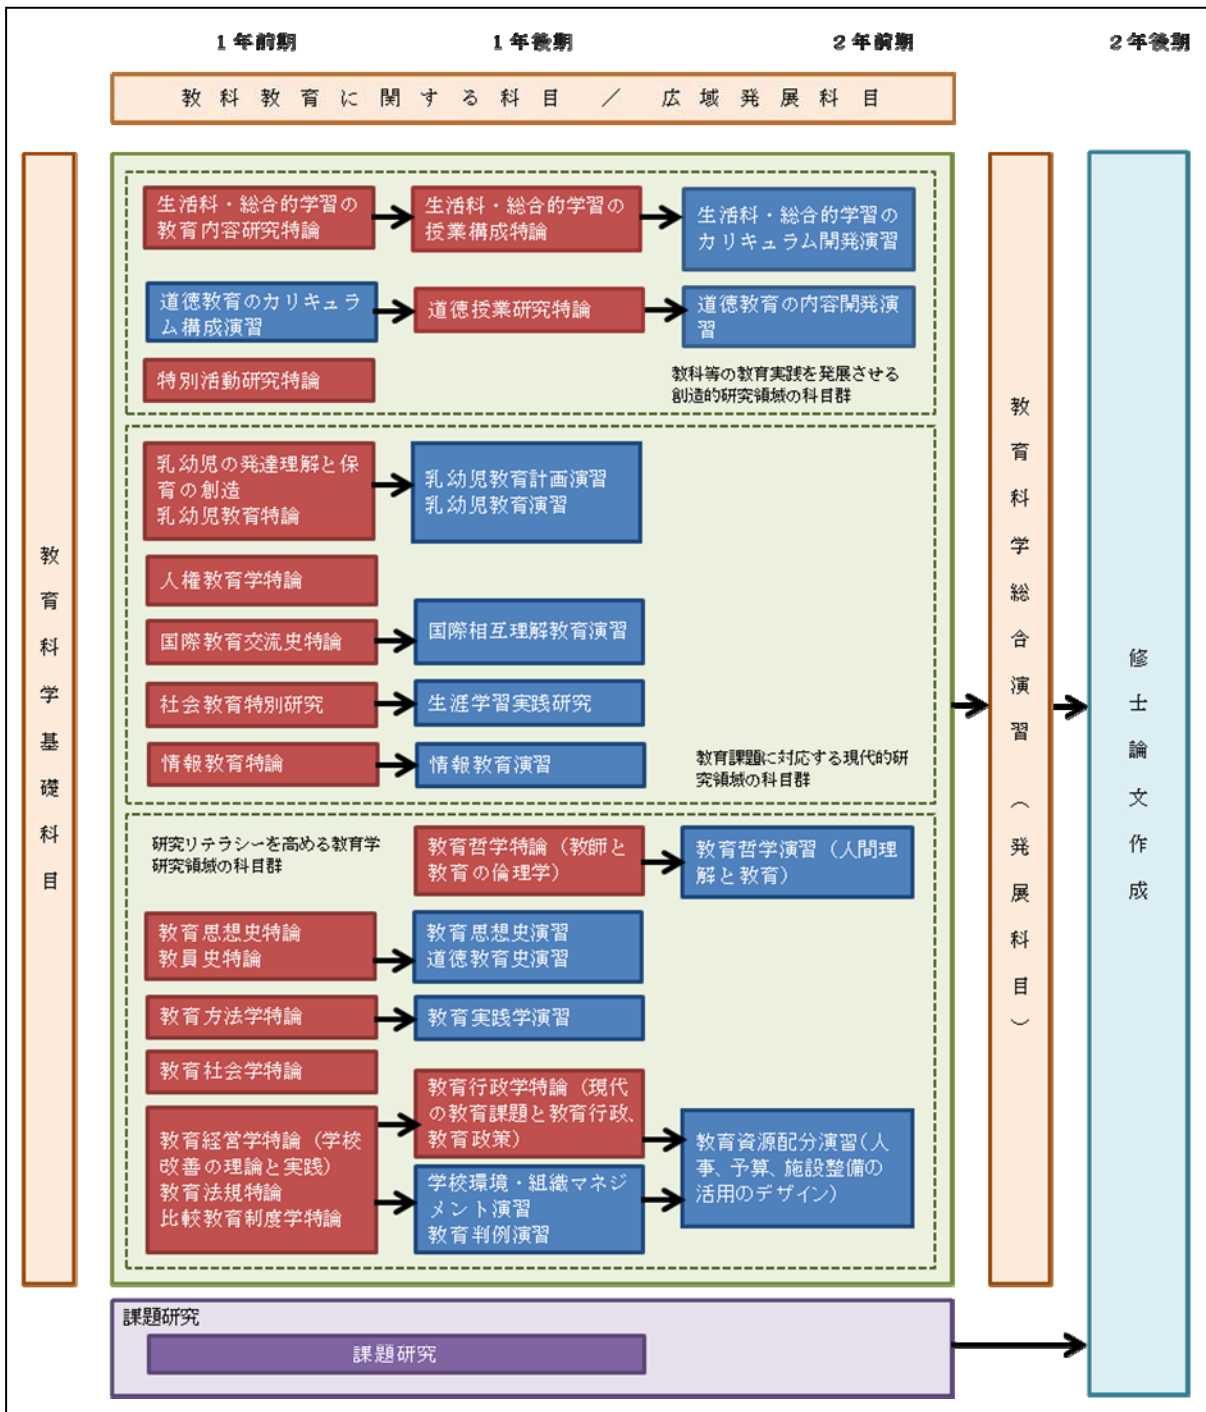 1年前期
1年後期
2年前期
2年後期
教科教育に関する科目／広域発展科目
教育科学基礎科目
生活科・総合的学習の
教育内容研究特論
生活科・総合的学習の
授業構成特論
生活科・総合的学習の
カリキュラム開発演習
道徳教育のカリキュラ
ム構成演習
道徳授業研究特論
道徳教育の内容開発演
習
特別活動研究特論
教科等の教育実践を発展させる
創造的研究領域の科目群
乳幼児の発達理解と保
育の創造
乳幼児教育特論
乳幼児教育計画演習
乳幼児教育演習
人権教育学特論
国際教育交流史特論
国際相互理解教育演習
社会教育特別研究
生涯学習実践研究
情報教育特論
情報教育演習
教育課題に対応する現代的研
究領域の科目群
研究リテラシーを高める教育学
研究領域の科目群
教育哲学特論（教師と
教育の倫理学）
教育哲学演習（人間理
解と教育）
教育思想史特論
教員史特論
教育思想史演習
道徳教育史演習
教育方法学特論
教育実践学演習
教育社会学特論
教育経営学特論（学校
改善の理論と実践）
教育法規特論
比較教育制度学特論
教育行政学特論（現代
の教育課題と教育行政、
教育政策）
学校環境・組織マネジ
メント演習
教育判例演習
教育資源配分演習（人
事、予算、施設整備の
活用のデザイン）
教育科学総合演習（発展科目）
修士論文作成
課題研究
課題研究